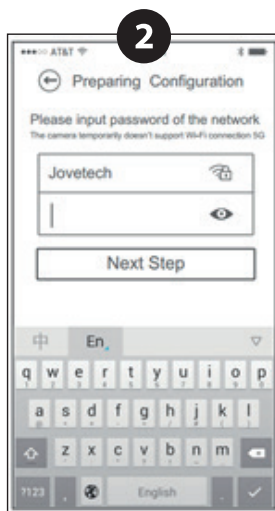 2
AT&T
Preparing Configuration
Please input password of the network
The camera temporarily doesn't support Wi-Fi connection 5G
Jovetech
Next Step
中 En
q w e r t y u i o p
a s d f g h j k l
z x c v b n m
?123 , English .